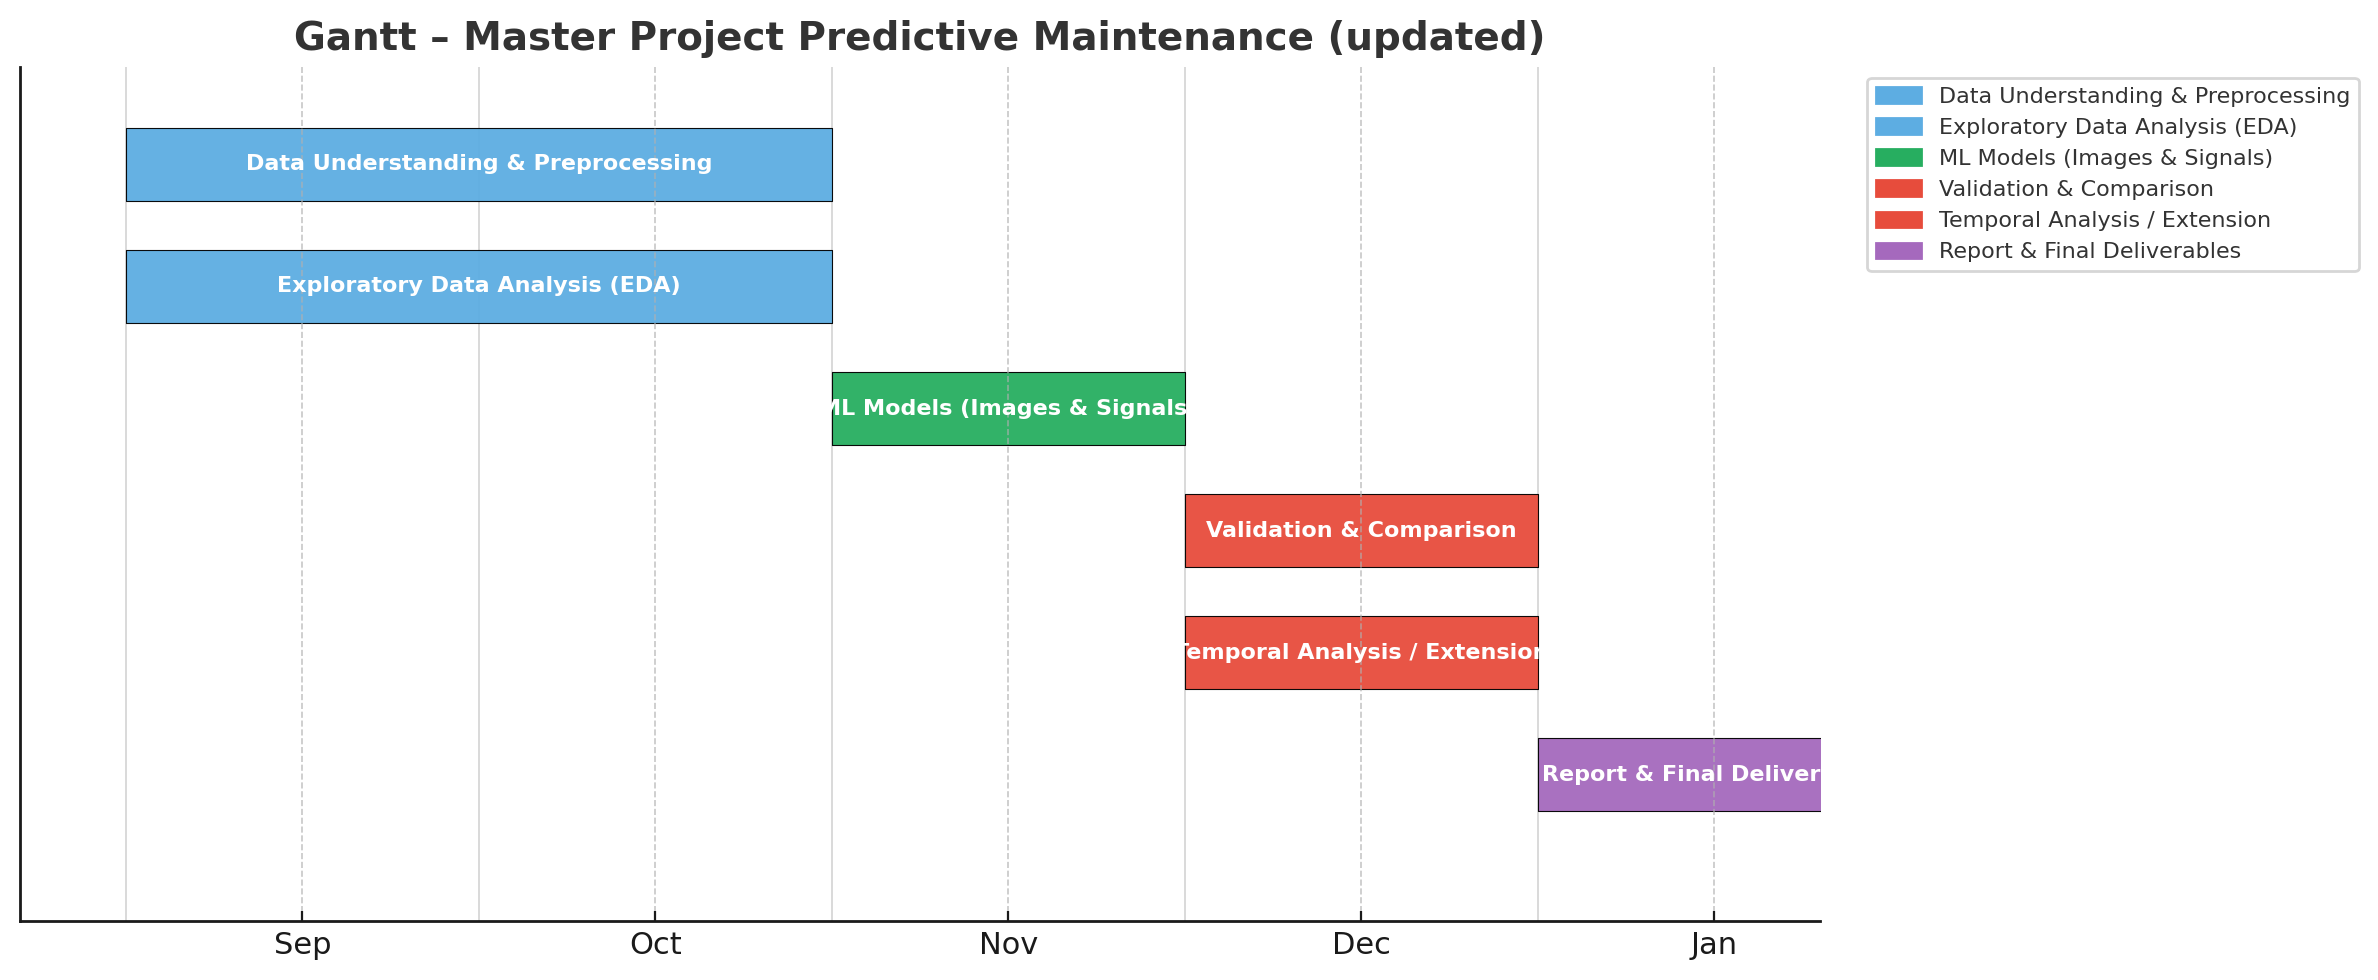 Gantt – Master Project Predictive Maintenance (updated)
Data Understanding & Preprocessing
Exploratory Data Analysis (EDA)
ML Models (Images & Signals
Validation & Comparison
Temporal Analysis / Extension
Report & Final Deliver
Sep Oct Nov Dec Jan
Data Understanding & Preprocessing
Exploratory Data Analysis (EDA)
ML Models (Images & Signals)
Validation & Comparison
Temporal Analysis / Extension
Report & Final Deliverables